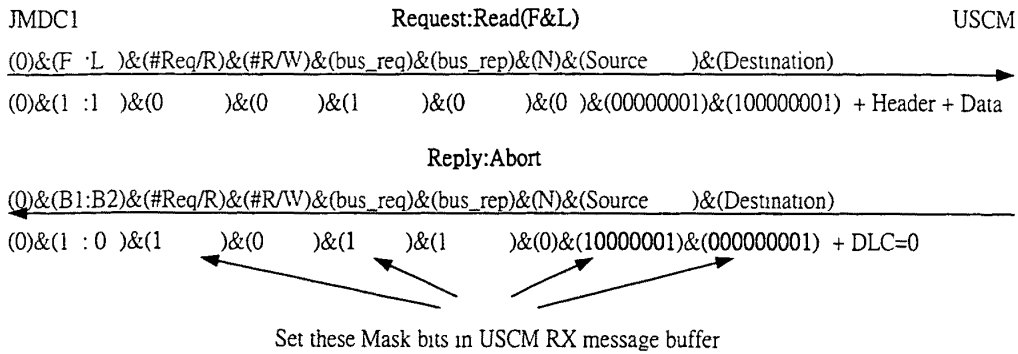 JMDC1 Request:Read(F&L) USCM
(0)&(F ·L )&(#Req/R)&(#R/W)&(bus_req)&(bus_rep)&(N)&(Source )&(Destination)
(0)&(1 :1 )&(0 )&(0 )&(1 )&(0 )&(0 )&(00000001)&(100000001) + Header + Data
Reply:Abort
(0)&(B1:B2)&(#Req/R)&(#R/W)&(bus_req)&(bus_rep)&(N)&(Source )&(Destination)
(0)&(1 : 0 )&(1 )&(0 )&(1 )&(1 )&(0)&(10000001)&(000000001) + DLC=0
Set these Mask bits in USCM RX message buffer